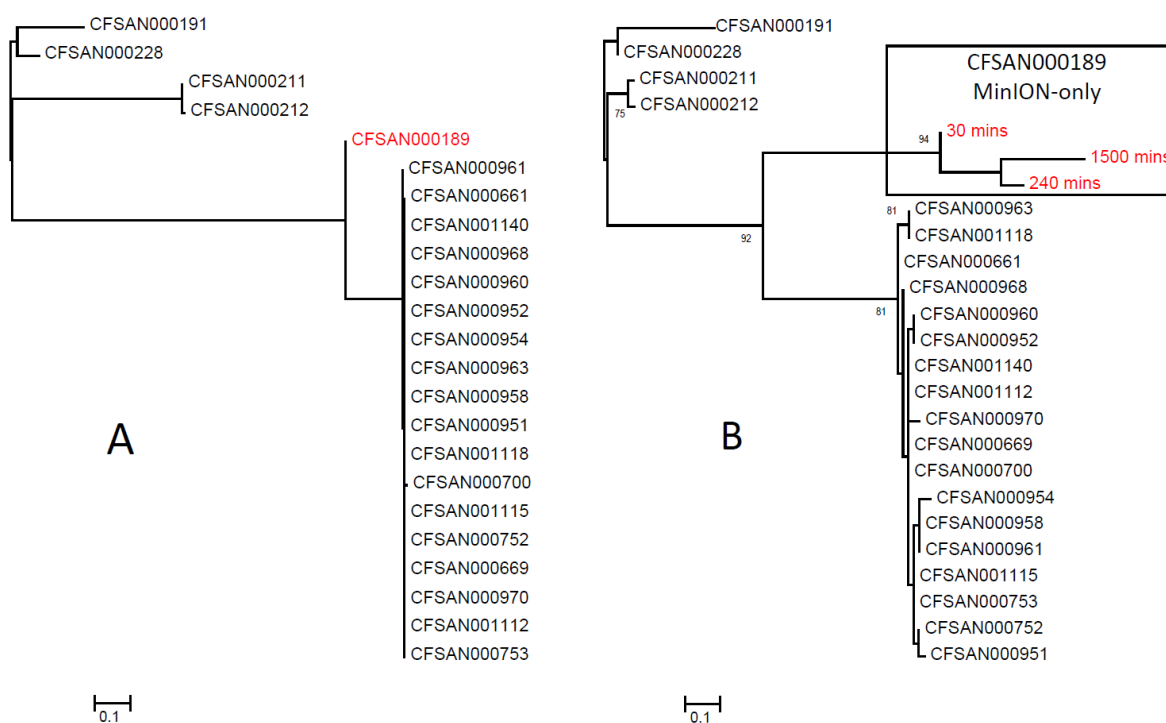 CFSAN000191
CFSAN000228
CFSAN000211
CFSAN000212
CFSAN000189
CFSAN000961
CFSAN000661
CFSAN001140
CFSAN000968
CFSAN000960
CFSAN000952
CFSAN000954
CFSAN000963
CFSAN000958
CFSAN000951
CFSAN001118
CFSAN000700
CFSAN001115
CFSAN000752
CFSAN000669
CFSAN000970
CFSAN001112
CFSAN000753
A
0.1
CFSAN000191
CFSAN000228
CFSAN000211
CFSAN000212
75
CFSAN000189
MinION-only
94
30 mins
1500 mins
240 mins
92
81
CFSAN000963
CFSAN001118
CFSAN000661
CFSAN000968
81
CFSAN000960
CFSAN000952
CFSAN001140
CFSAN001112
CFSAN000970
CFSAN000669
CFSAN000700
CFSAN000954
CFSAN000958
CFSAN000961
CFSAN001115
CFSAN000753
CFSAN000752
CFSAN000951
B
0.1